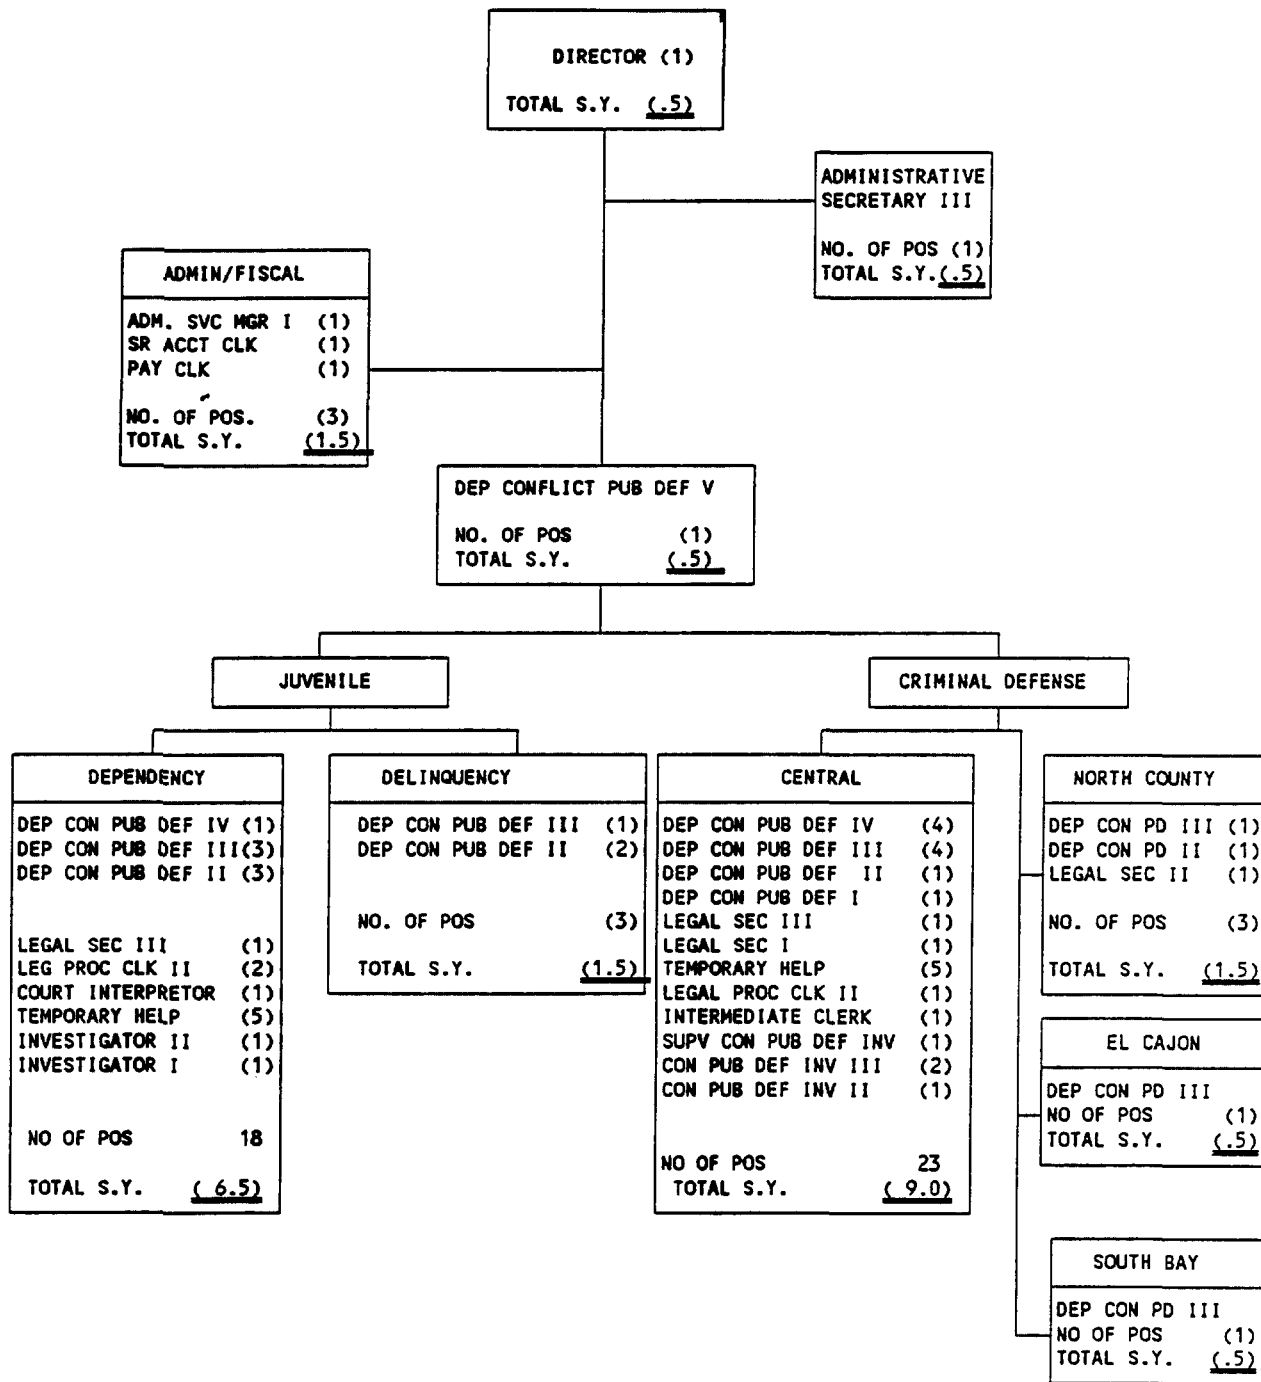 DIRECTOR (1)
TOTAL S.Y. (.5)
ADMINISTRATIVE
SECRETARY III
NO. OF POS (1)
TOTAL S.Y.(.5)
ADMIN/FISCAL
ADM. SVC MGR I (1)
SR ACCT CLK (1)
PAY CLK (1)
NO. OF POS. (3)
TOTAL S.Y. (1.5)
DEP CONFLICT PUB DEF V
NO. OF POS (1)
TOTAL S.Y. (.5)
JUVENILE
CRIMINAL DEFENSE
DEPENDENCY
DEP CON PUB DEF IV (1)
DEP CON PUB DEF III(3)
DEP CON PUB DEF II (3)
LEGAL SEC III (1)
LEG PROC CLK II (2)
COURT INTERPRETOR (1)
TEMPORARY HELP (5)
INVESTIGATOR II (1)
INVESTIGATOR I (1)
NO OF POS 18
TOTAL S.Y. ( 6.5)
DELINQUENCY
DEP CON PUB DEF III (1)
DEP CON PUB DEF II (2)
NO. OF POS (3)
TOTAL S.Y. (1.5)
CENTRAL
DEP CON PUB DEF IV (4)
DEP CON PUB DEF III (4)
DEP CON PUB DEF II (1)
DEP CON PUB DEF I (1)
LEGAL SEC III (1)
LEGAL SEC I (1)
TEMPORARY HELP (5)
LEGAL PROC CLK II (1)
INTERMEDIATE CLERK (1)
SUPV CON PUB DEF INV (1)
CON PUB DEF INV III (2)
CON PUB DEF INV II (1)
NO OF POS 23
TOTAL S.Y. ( 9.0)
NORTH COUNTY
DEP CON PD III (1)
DEP CON PD II (1)
LEGAL SEC II (1)
NO. OF POS (3)
TOTAL S.Y. (1.5)
EL CAJON
DEP CON PD III
NO OF POS (1)
TOTAL S.Y. (.5)
SOUTH BAY
DEP CON PD III
NO OF POS (1)
TOTAL S.Y. (.5)